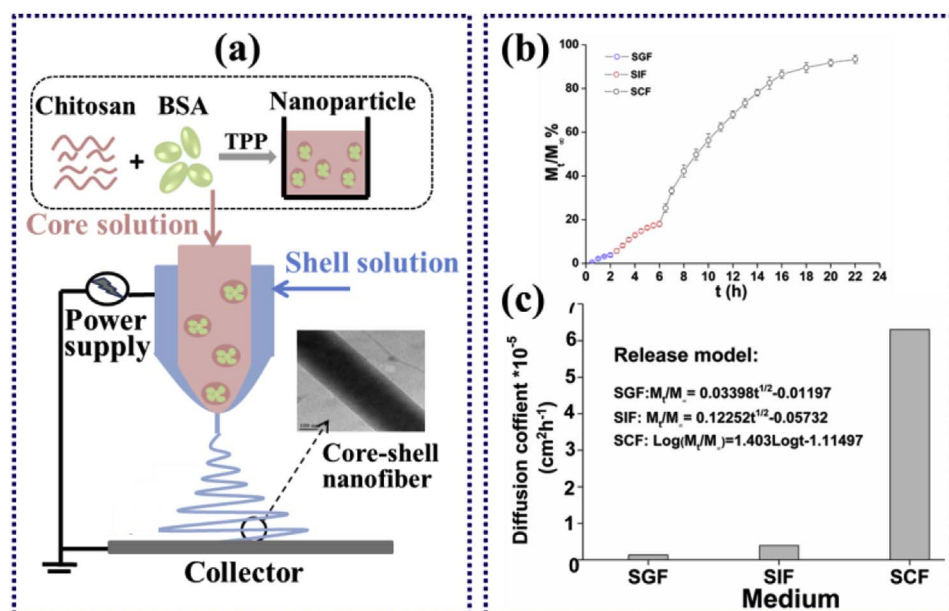 (a)
Chitosan
BSA
Nanoparticle
+
TPP
Core solution
Shell solution
Power
supply
Core-shell
nanofiber
Collector
(b)
SGF
SIF
SCF
100
80
60
40
20
0
Mt/M∞%
0 2 4 6 8 10 12 14 16 18 20 22 24
t (h)
(c)
7
6
5
4
3
2
1
0
Diffusion coffient *10-5
(cm2h-1)
Release model:
SGF:Mt/M∞= 0.03398t1/2-0.01197
SIF: Mt/M∞= 0.12252t1/2-0.05732
SCF: Log(Mt/M∞)=1.403Logt-1.11497
SGF SIF SCF
Medium